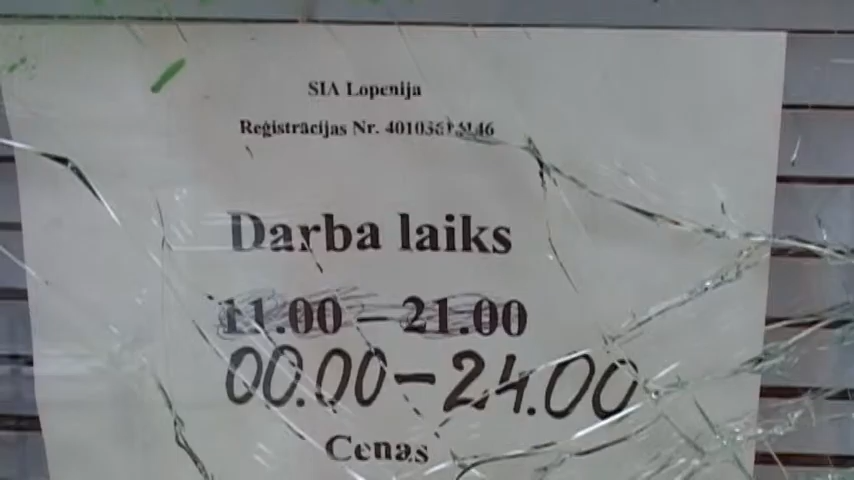 SIA Lopenija
Reģistrācijas Nr.
Darba laiks
11.00 – 21.00
00.00 – 24.00
Cenas